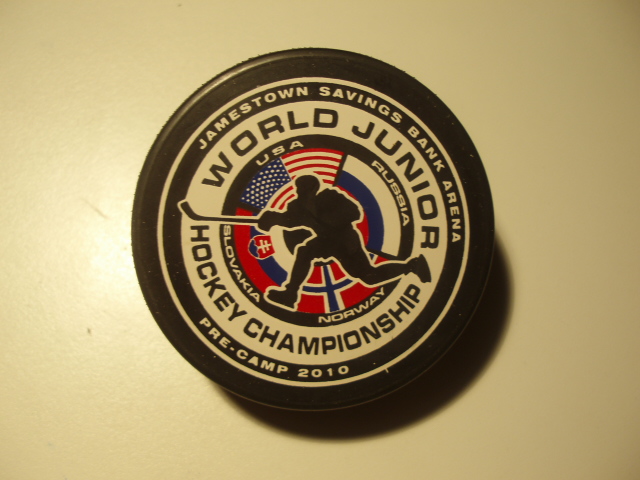 JAMESTOWN SAVINGS BANK ARENA
WORLD JUNIOR
USA
RUSSIA
SLOVAKIA
NORWAY
HOCKEY CHAMPIONSHIP
PRE-CAMP 2010